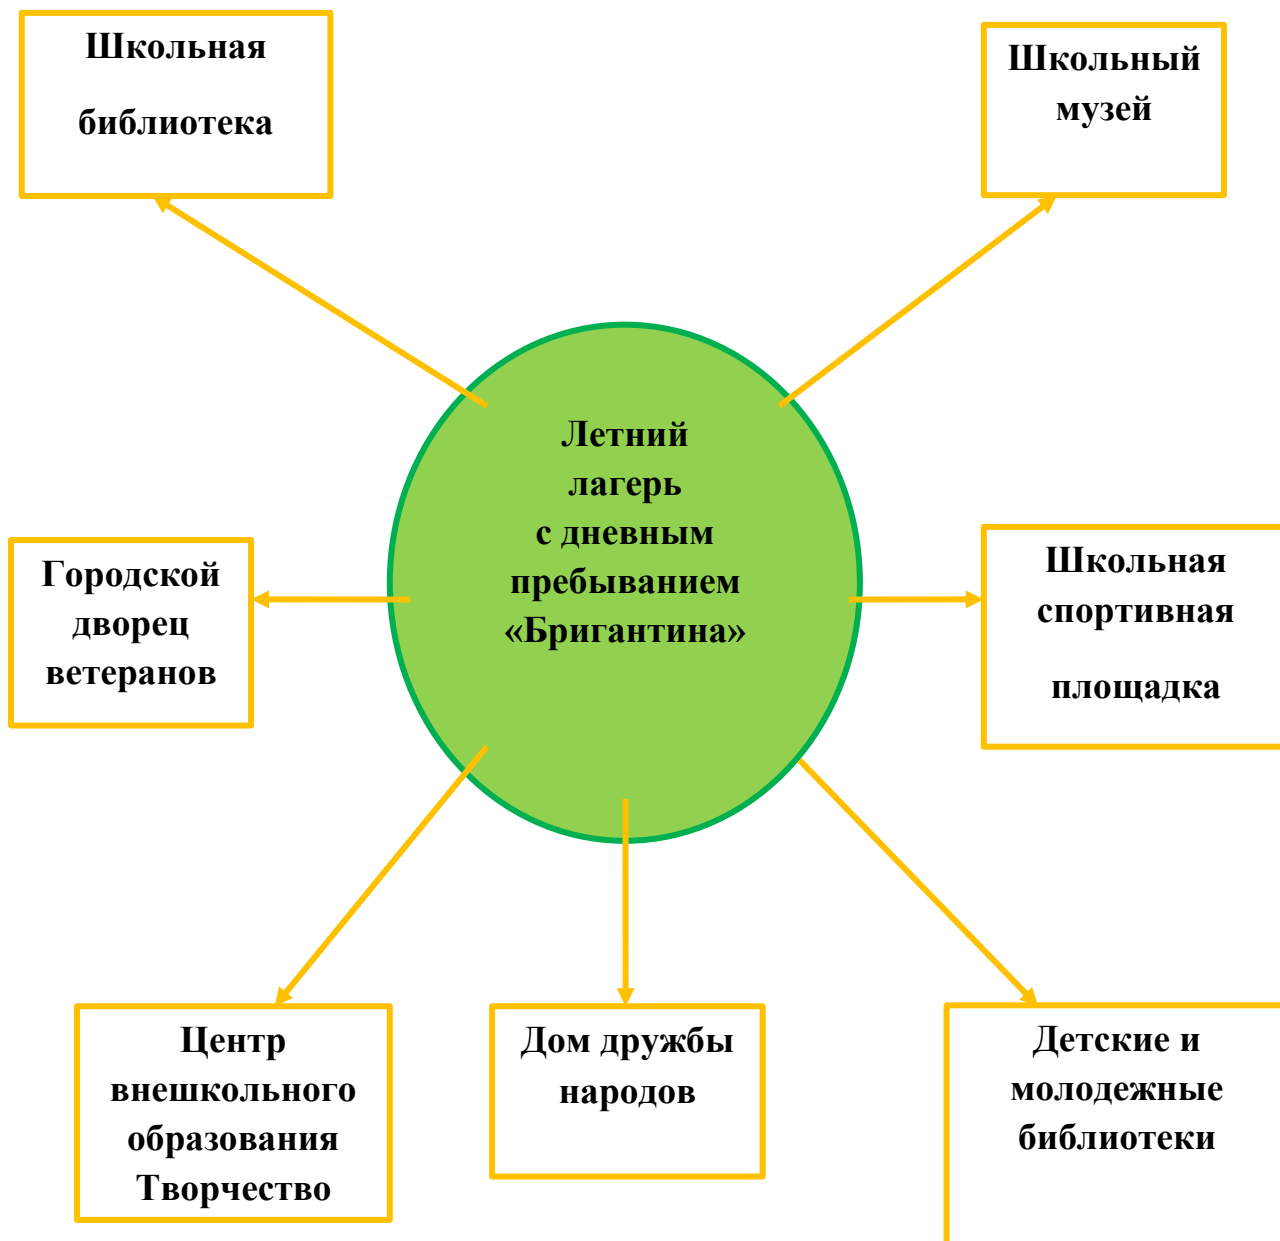 Школьная
библиотека
Школьный
музей
Летний
лагерь
с дневным
пребыванием
«Бригантина»
Городской
дворец
ветеранов
Школьная
спортивная
площадка
Центр
внешкольного
образования
Творчество
Дом дружбы
народов
Детские и
молодежные
библиотеки